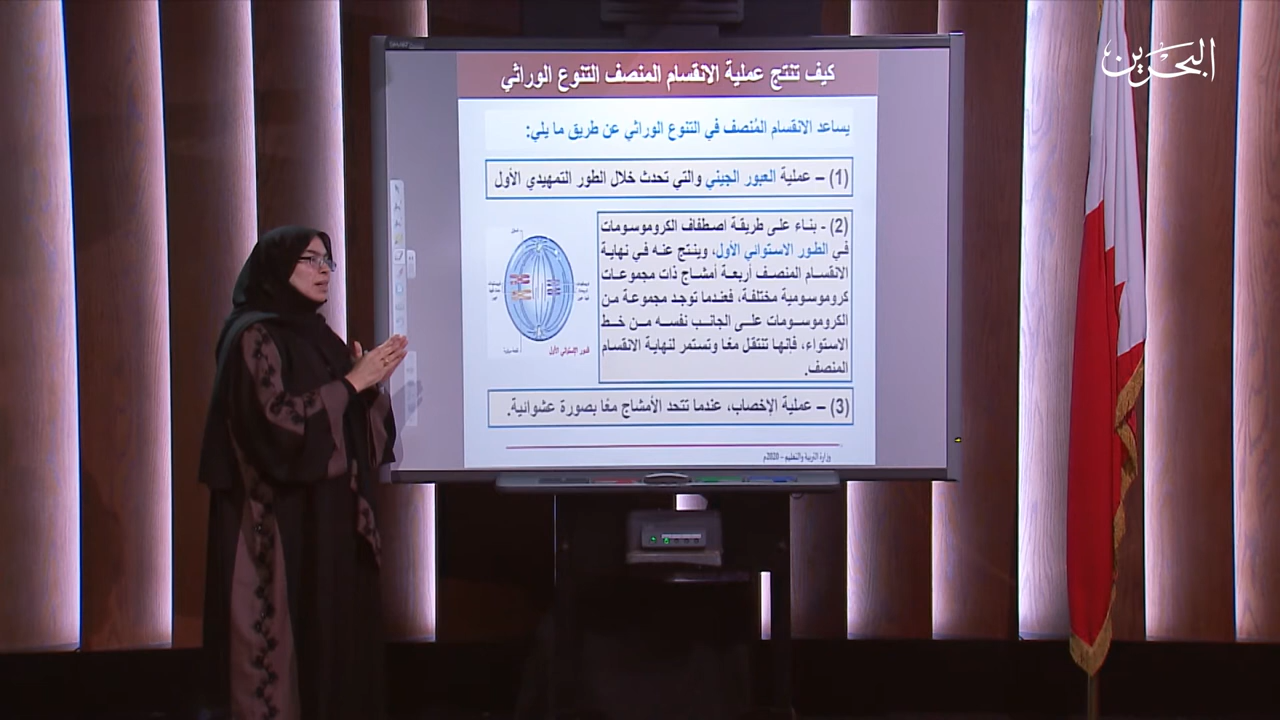 البحرين
كيف تنتج عملية الانقسام المنصف التنوع الوراثي
يساعد الانقسام المُنصف في التنوع الوراثي عن طريق ما يلي:
(1) – عملية العبور الجيني والتي تحدث خلال الطور التمهيدي الأول
(2) - بناء على طريقة اصطفاف الكروموسومات
في الطور الاستوائي الأول، وينتج عنه في نهاية
الانقسام المنصف أربعة أمشاج ذات مجموعات
كروموسومية مختلفة، فعندما توجد مجموعة من
الكروموسومات على الجانب نفسه من خط
الاستواء، فإنها تنتقل معًا وتستمر لنهاية الانقسام
المنصف.
الطور الإستوائي الأول
(3) – عملية الإخصاب، عندما تتحد الأمشاج معًا بصورة عشوائية.
وزارة التربية والتعليم – 2020م